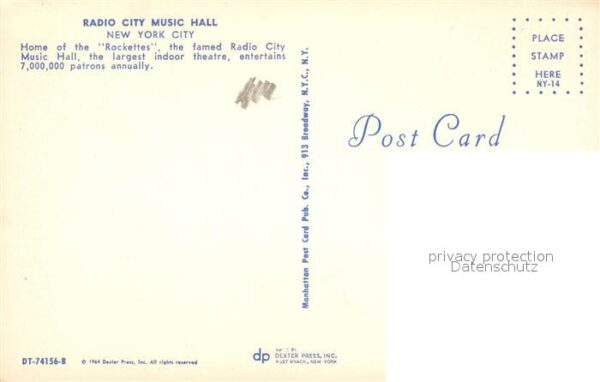 RADIO CITY MUSIC HALL
NEW YORK CITY
Home of the "Rockettes", the famed Radio City
Music Hall, the largest indoor theatre, entertains
7,000,000 patrons annually.
PLACE
STAMP
HERE
NY-14
Post Card
Manhattan Post Card Pub. Co., Inc., 913 Broadway, N.Y.C., N.Y.
privacy protection
Datenschutz
DT-74156-B
© 1964 Dexter Press, Inc. All rights reserved
dp
DEXTER PRESS, INC.
WEST NYACK, NEW YORK